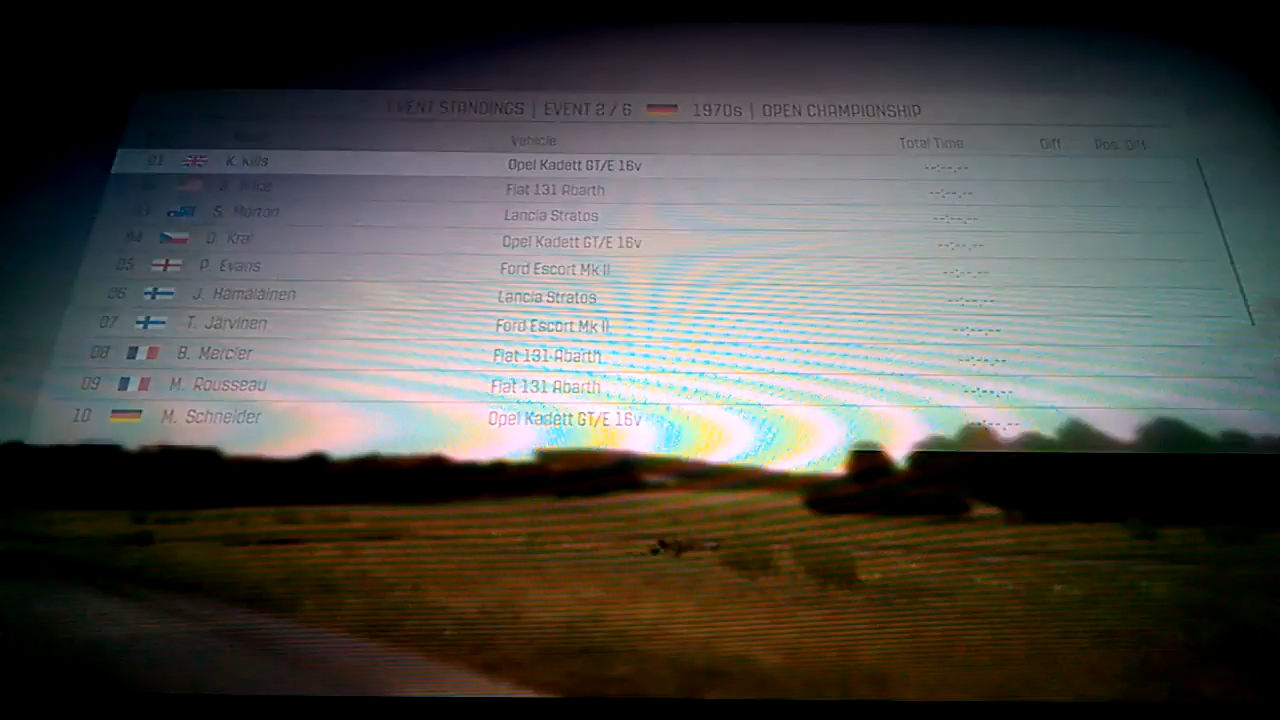 EVENT STANDINGS | EVENT 2 / 6 1970s | OPEN CHAMPIONSHIP
Vehicle Total Time Diff Pos. Diff
01 K. Kills Opel Kadett GT/E 16v --:--.--
Fiat 131 Abarth --:--.--
03 S. Morton Lancia Stratos --:--.--
04 D. Kral Opel Kadett GT/E 16v --:--.--
05 P. Evans Ford Escort Mk II --:--.--
06 J. Hämäläinen Lancia Stratos --:--.--
07 T. Järvinen Ford Escort Mk II --:--.--
08 B. Mercier Fiat 131 Abarth --:--.--
09 M. Rousseau Fiat 131 Abarth --:--.--
10 M. Schneider Opel Kadett GT/E 16v --:--.--